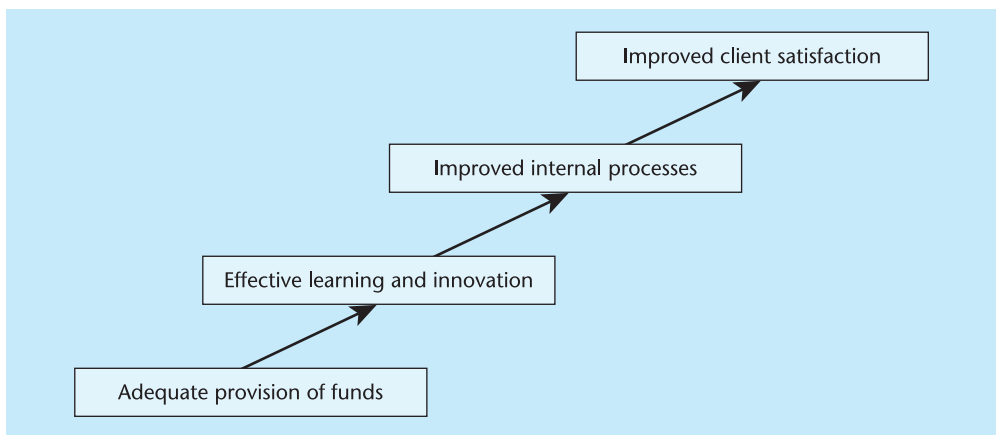 Improved client satisfaction
Improved internal processes
Effective learning and innovation
Adequate provision of funds